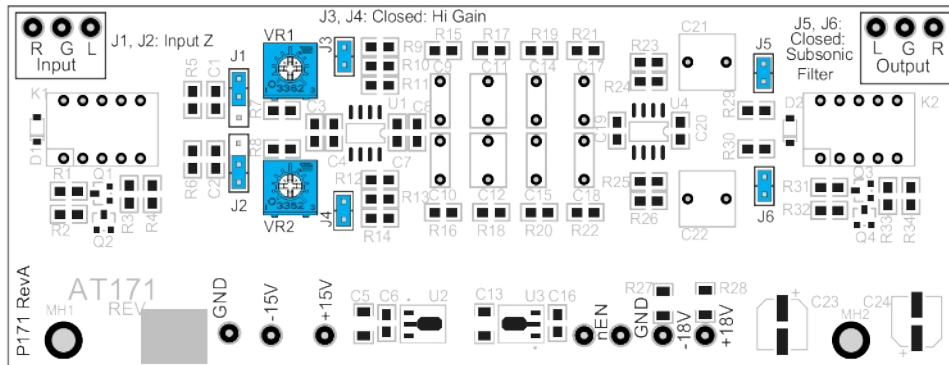 R G L
Input
J1, J2: Input Z
J3, J4: Closed: Hi Gain
J5, J6:
Closed:
Subsonic
Filter
L G R
Output
K1
D1
R5
C1
J1
VR1
3362
J3
R9
R10
R11
R15
R17
R19
R21
C9
C11
C14
C17
R23
R24
C21
J5
R29
D2
K2
R7
R8
C3
C4
U1
C8
C7
C19
U4
C20
R30
R1
R2
Q1
Q2
R3
R4
R6
C2
J2
VR2
3362
R12
R13
R14
J4
C10
C12
C15
C18
R16
R18
R20
R22
R25
R26
C22
J6
R31
R32
Q3
Q4
R33
R34
P171 RevA
AT171
REV
MH1
GND
-15V
+15V
C5
C6
U2
C13
U3
C16
nEN
GND
R27
R28
-18V
+18V
C23
MH2
C24